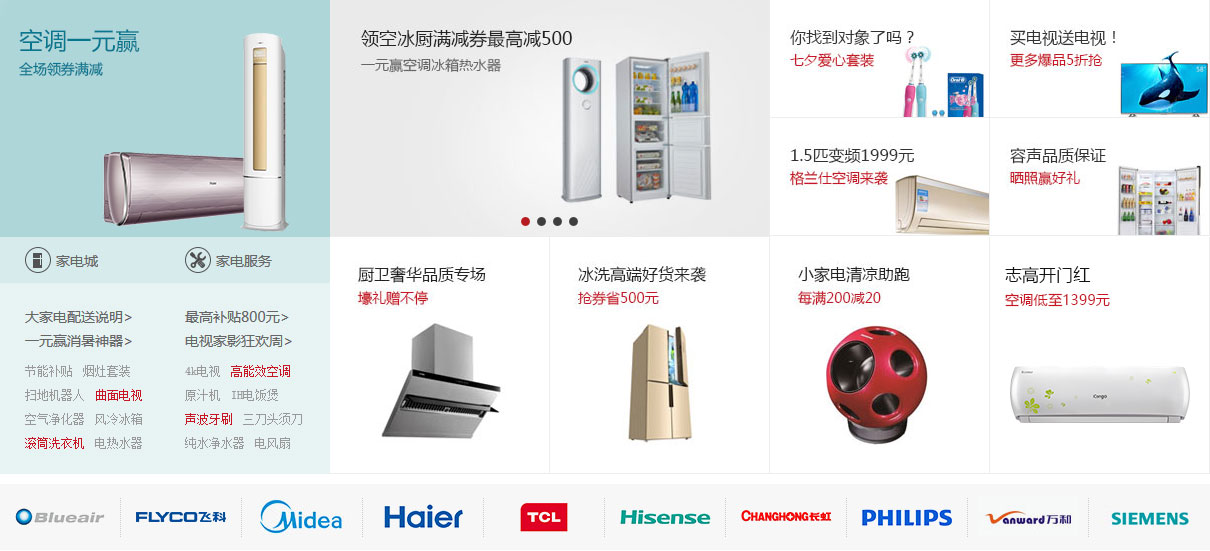 空调一元赢
全场领券满减
领空冰厨满减券最高减500
一元赢空调冰箱热水器
你找到对象了吗？
七夕爱心套装
Oral B
买电视送电视！
更多爆品5折抢
58"
1.5匹变频1999元
格兰仕空调来袭
容声品质保证
晒照赢好礼
家电城
家电服务
大家电配送说明>
最高补贴800元>
一元赢消暑神器>
电视家影狂欢周>
节能补贴 烟灶套装
4k电视 高能效空调
扫地机器人 曲面电视
原汁机 IH电饭煲
空气净化器 风冷冰箱
声波牙刷 三刀头须刀
滚筒洗衣机 电热水器
纯水净水器 电风扇
厨卫奢华品质专场
壕礼赠不停
冰洗高端好货来袭
抢券省500元
小家电清凉助跑
每满200减20
志高开门红
空调低至1399元
iCongo
Blueair
FLYCO飞科
Midea
Haier
TCL
Hisense
CHANGHONG长虹
PHILIPS
Vanward万和
SIEMENS